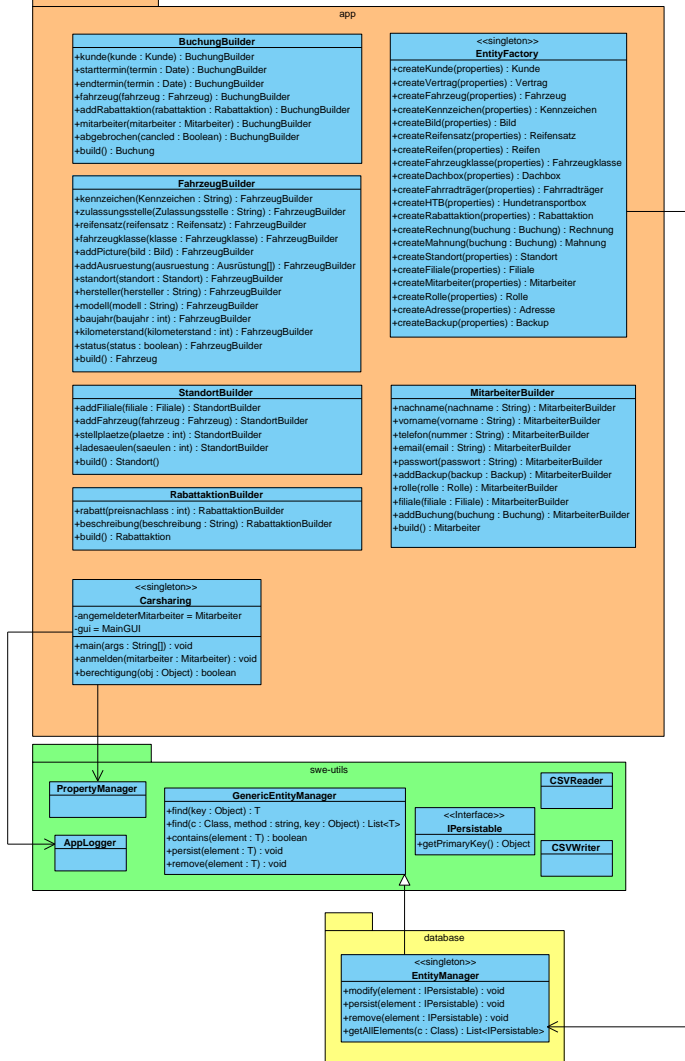 app
BuchungBuilder
+kunde(kunde : Kunde) : BuchungBuilder
+starttermin(termin : Date) : BuchungBuilder
+endtermin(termin : Date) : BuchungBuilder
+fahrzeug(fahrzeug : Fahrzeug) : BuchungBuilder
+addRabattaktion(rabattaktion : Rabattaktion) : BuchungBuilder
+mitarbeiter(mitarbeiter : Mitarbeiter) : BuchungBuilder
+abgebrochen(cancled : Boolean) : BuchungBuilder
+build() : Buchung
<<singleton>>
EntityFactory
+createKunde(properties) : Kunde
+createVertrag(properties) : Vertrag
+createFahrzeug(properties) : Fahrzeug
+createKennzeichen(properties) : Kennzeichen
+createBild(properties) : Bild
+createReifensatz(properties) : Reifensatz
+createReifen(properties) : Reifen
+createFahrzeugklasse(properties) : Fahrzeugklasse
+createDachbox(properties) : Dachbox
+createFahrradträger(properties) : Fahrradträger
+createHTB(properties) : Hundetransportbox
+createRabattaktion(properties) : Rabattaktion
+createRechnung(buchung : Buchung) : Rechnung
+createMahnung(buchung : Buchung) : Mahnung
+createStandort(properties) : Standort
+createFiliale(properties) : Filiale
+createMitarbeiter(properties) : Mitarbeiter
+createRolle(properties) : Rolle
+createAdresse(properties) : Adresse
+createBackup(properties) : Backup
FahrzeugBuilder
+kennzeichen(Kennzeichen : String) : FahrzeugBuilder
+zulassungsstelle(Zulassungsstelle : String) : FahrzeugBuilder
+reifensatz(reifensatz : Reifensatz) : FahrzeugBuilder
+fahrzeugklasse(klasse : Fahrzeugklasse) : FahrzeugBuilder
+addPicture(bild : Bild) : FahrzeugBuilder
+addAusruestung(ausruestung : Ausrüstung[]) : FahrzeugBuilder
+standort(standort : Standort) : FahrzeugBuilder
+hersteller(hersteller : String) : FahrzeugBuilder
+modell(modell : String) : FahrzeugBuilder
+baujahr(baujahr : int) : FahrzeugBuilder
+kilometerstand(kilometerstand : int) : FahrzeugBuilder
+status(status : boolean) : FahrzeugBuilder
+build() : Fahrzeug
StandortBuilder
+addFiliale(filiale : Filiale) : StandortBuilder
+addFahrzeug(fahrzeug : Fahrzeug) : StandortBuilder
+stellplaetze(plaetze : int) : StandortBuilder
+ladesaeulen(saeulen : int) : StandortBuilder
+build() : Standort()
MitarbeiterBuilder
+nachname(nachname : String) : MitarbeiterBuilder
+vorname(vorname : String) : MitarbeiterBuilder
+telefon(nummer : String) : MitarbeiterBuilder
+email(email : String) : MitarbeiterBuilder
+passwort(passwort : String) : MitarbeiterBuilder
+addBackup(backup : Backup) : MitarbeiterBuilder
+rolle(rolle : Rolle) : MitarbeiterBuilder
+filiale(filiale : Filiale) : MitarbeiterBuilder
+addBuchung(buchung : Buchung) : MitarbeiterBuilder
+build() : Mitarbeiter
RabattaktionBuilder
+rabatt(preisnachlass : int) : RabattaktionBuilder
+beschreibung(beschreibung : String) : RabattaktionBuilder
+build() : Rabattaktion
<<singleton>>
Carsharing
-angemeldeterMitarbeiter = Mitarbeiter
-gui = MainGUI
+main(args : String[]) : void
+anmelden(mitarbeiter : Mitarbeiter) : void
+berechtigung(obj : Object) : boolean
swe-utils
PropertyManager
AppLogger
GenericEntityManager
+find(key : Object) : T
+find(c : Class, method : string, key : Object) : List<T>
+contains(element : T) : boolean
+persist(element : T) : void
+remove(element : T) : void
<<Interface>>
IPersistable
+getPrimaryKey() : Object
CSVReader
CSVWriter
database
<<singleton>>
EntityManager
+modify(element : IPersistable) : void
+persist(element : IPersistable) : void
+remove(element : IPersistable) : void
+getAllElements(c : Class) : List<IPersistable>